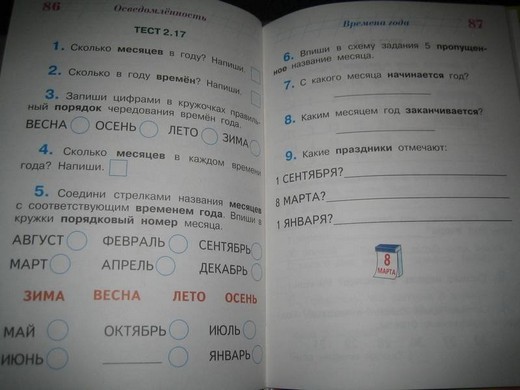 86 Осведомлённость
ТЕСТ 2.17
1. Сколько месяцев в году? Напиши.
2. Сколько в году времён? Напиши.
3. Запиши цифрами в кружочках правиль-
ный порядок чередования времён года.
ВЕСНА ОСЕНЬ ЛЕТО ЗИМА
4. Сколько месяцев в каждом времени
года? Напиши.
5. Соедини стрелками названия месяцев
с соответствующим временем года. Впиши в
кружки порядковый номер месяца.
АВГУСТ ФЕВРАЛЬ СЕНТЯБРЬ
МАРТ АПРЕЛЬ ДЕКАБРЬ
ЗИМА ВЕСНА ЛЕТО ОСЕНЬ
МАЙ ОКТЯБРЬ ИЮЛЬ
ИЮНЬ ЯНВАРЬ
Времена года 87
6. Впиши в схему задания 5 пропущен-
ное название месяца.
7. С какого месяца начинается год?
8. Каким месяцем год заканчивается?
9. Какие праздники отмечают:
1 СЕНТЯБРЯ?
8 МАРТА?
1 ЯНВАРЯ?
8
МАРТА